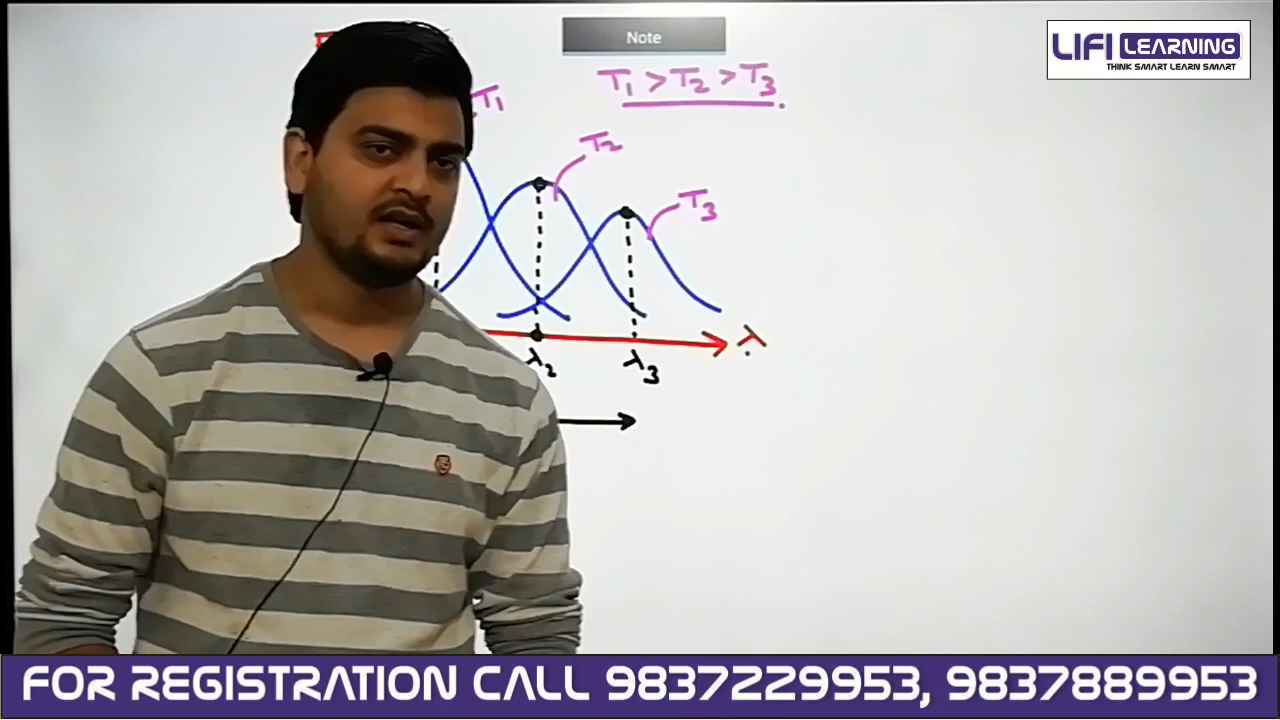 Note
LIFI LEARNING
THINK SMART LEARN SMART
T1 > T2 > T3
T1
T2
T3
λ
λ2
λ3
FOR REGISTRATION CALL 9837229953, 9837889953